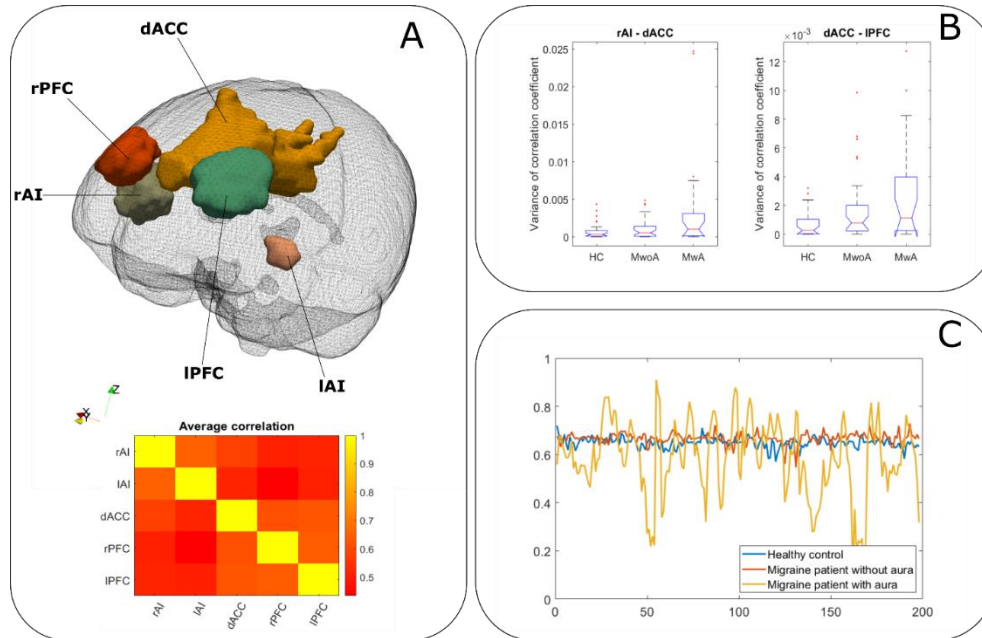 A
dACC
rPFC
rAI
lPFC
lAI
Z
X
Y
Average correlation
rAI
lAI
dACC
rPFC
lPFC
rAI lAI dACC rPFC lPFC
1
0.9
0.8
0.7
0.6
0.5
B
rAI - dACC
Variance of correlation coefficient
0.025
0.02
0.015
0.01
0.005
0
HC MwoA MwA
dACC - lPFC
×10-3
Variance of correlation coefficient
12
10
8
6
4
2
0
HC MwoA MwA
C
1
0.8
0.6
0.4
0.2
0
0 50 100 150 200
Healthy control
Migraine patient without aura
Migraine patient with aura